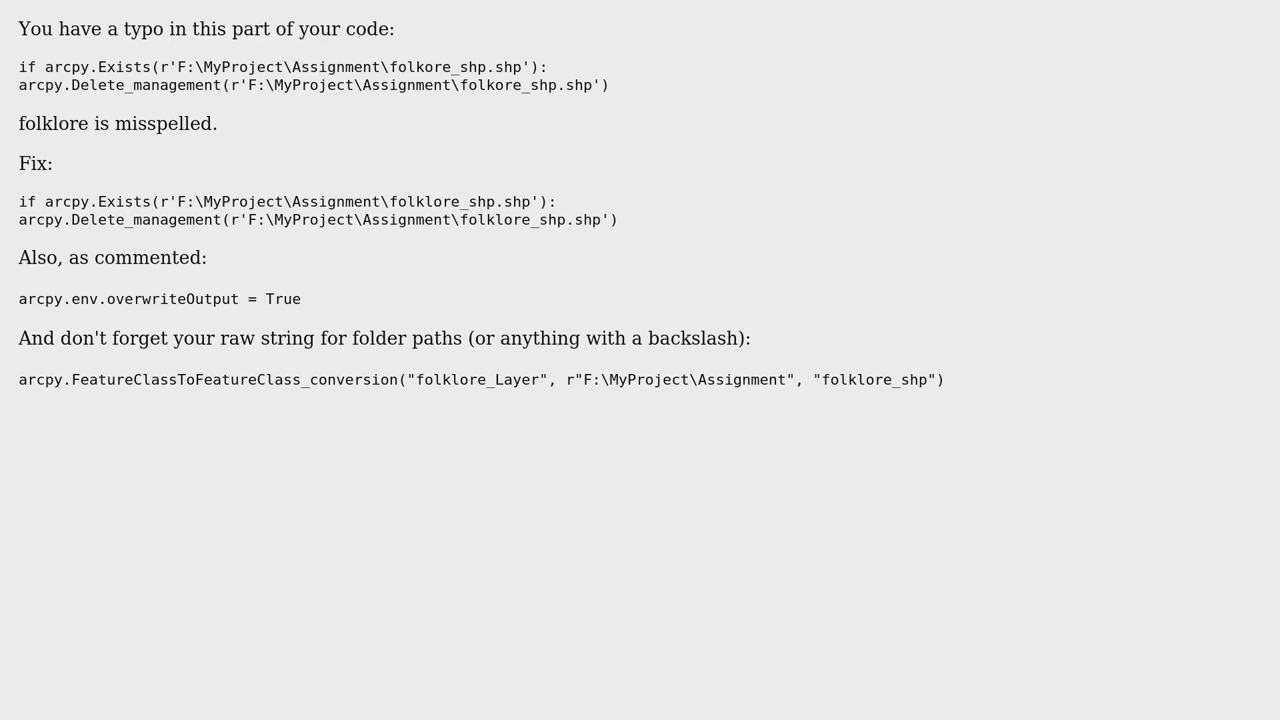 You have a typo in this part of your code:
if arcpy.Exists(r'F:\MyProject\Assignment\folkore_shp.shp'):
arcpy.Delete_management(r'F:\MyProject\Assignment\folkore_shp.shp')
folklore is misspelled.
Fix:
if arcpy.Exists(r'F:\MyProject\Assignment\folklore_shp.shp'):
arcpy.Delete_management(r'F:\MyProject\Assignment\folklore_shp.shp')
Also, as commented:
arcpy.env.overwriteOutput = True
And don't forget your raw string for folder paths (or anything with a backslash):
arcpy.FeatureClassToFeatureClass_conversion("folklore_Layer", r"F:\MyProject\Assignment", "folklore_shp")